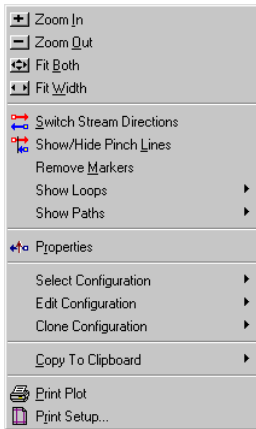 Zoom In
Zoom Out
Fit Both
Fit Width
Switch Stream Directions
Show/Hide Pinch Lines
Remove Markers
Show Loops
Show Paths
Properties
Select Configuration
Edit Configuration
Clone Configuration
Copy To Clipboard
Print Plot
Print Setup...